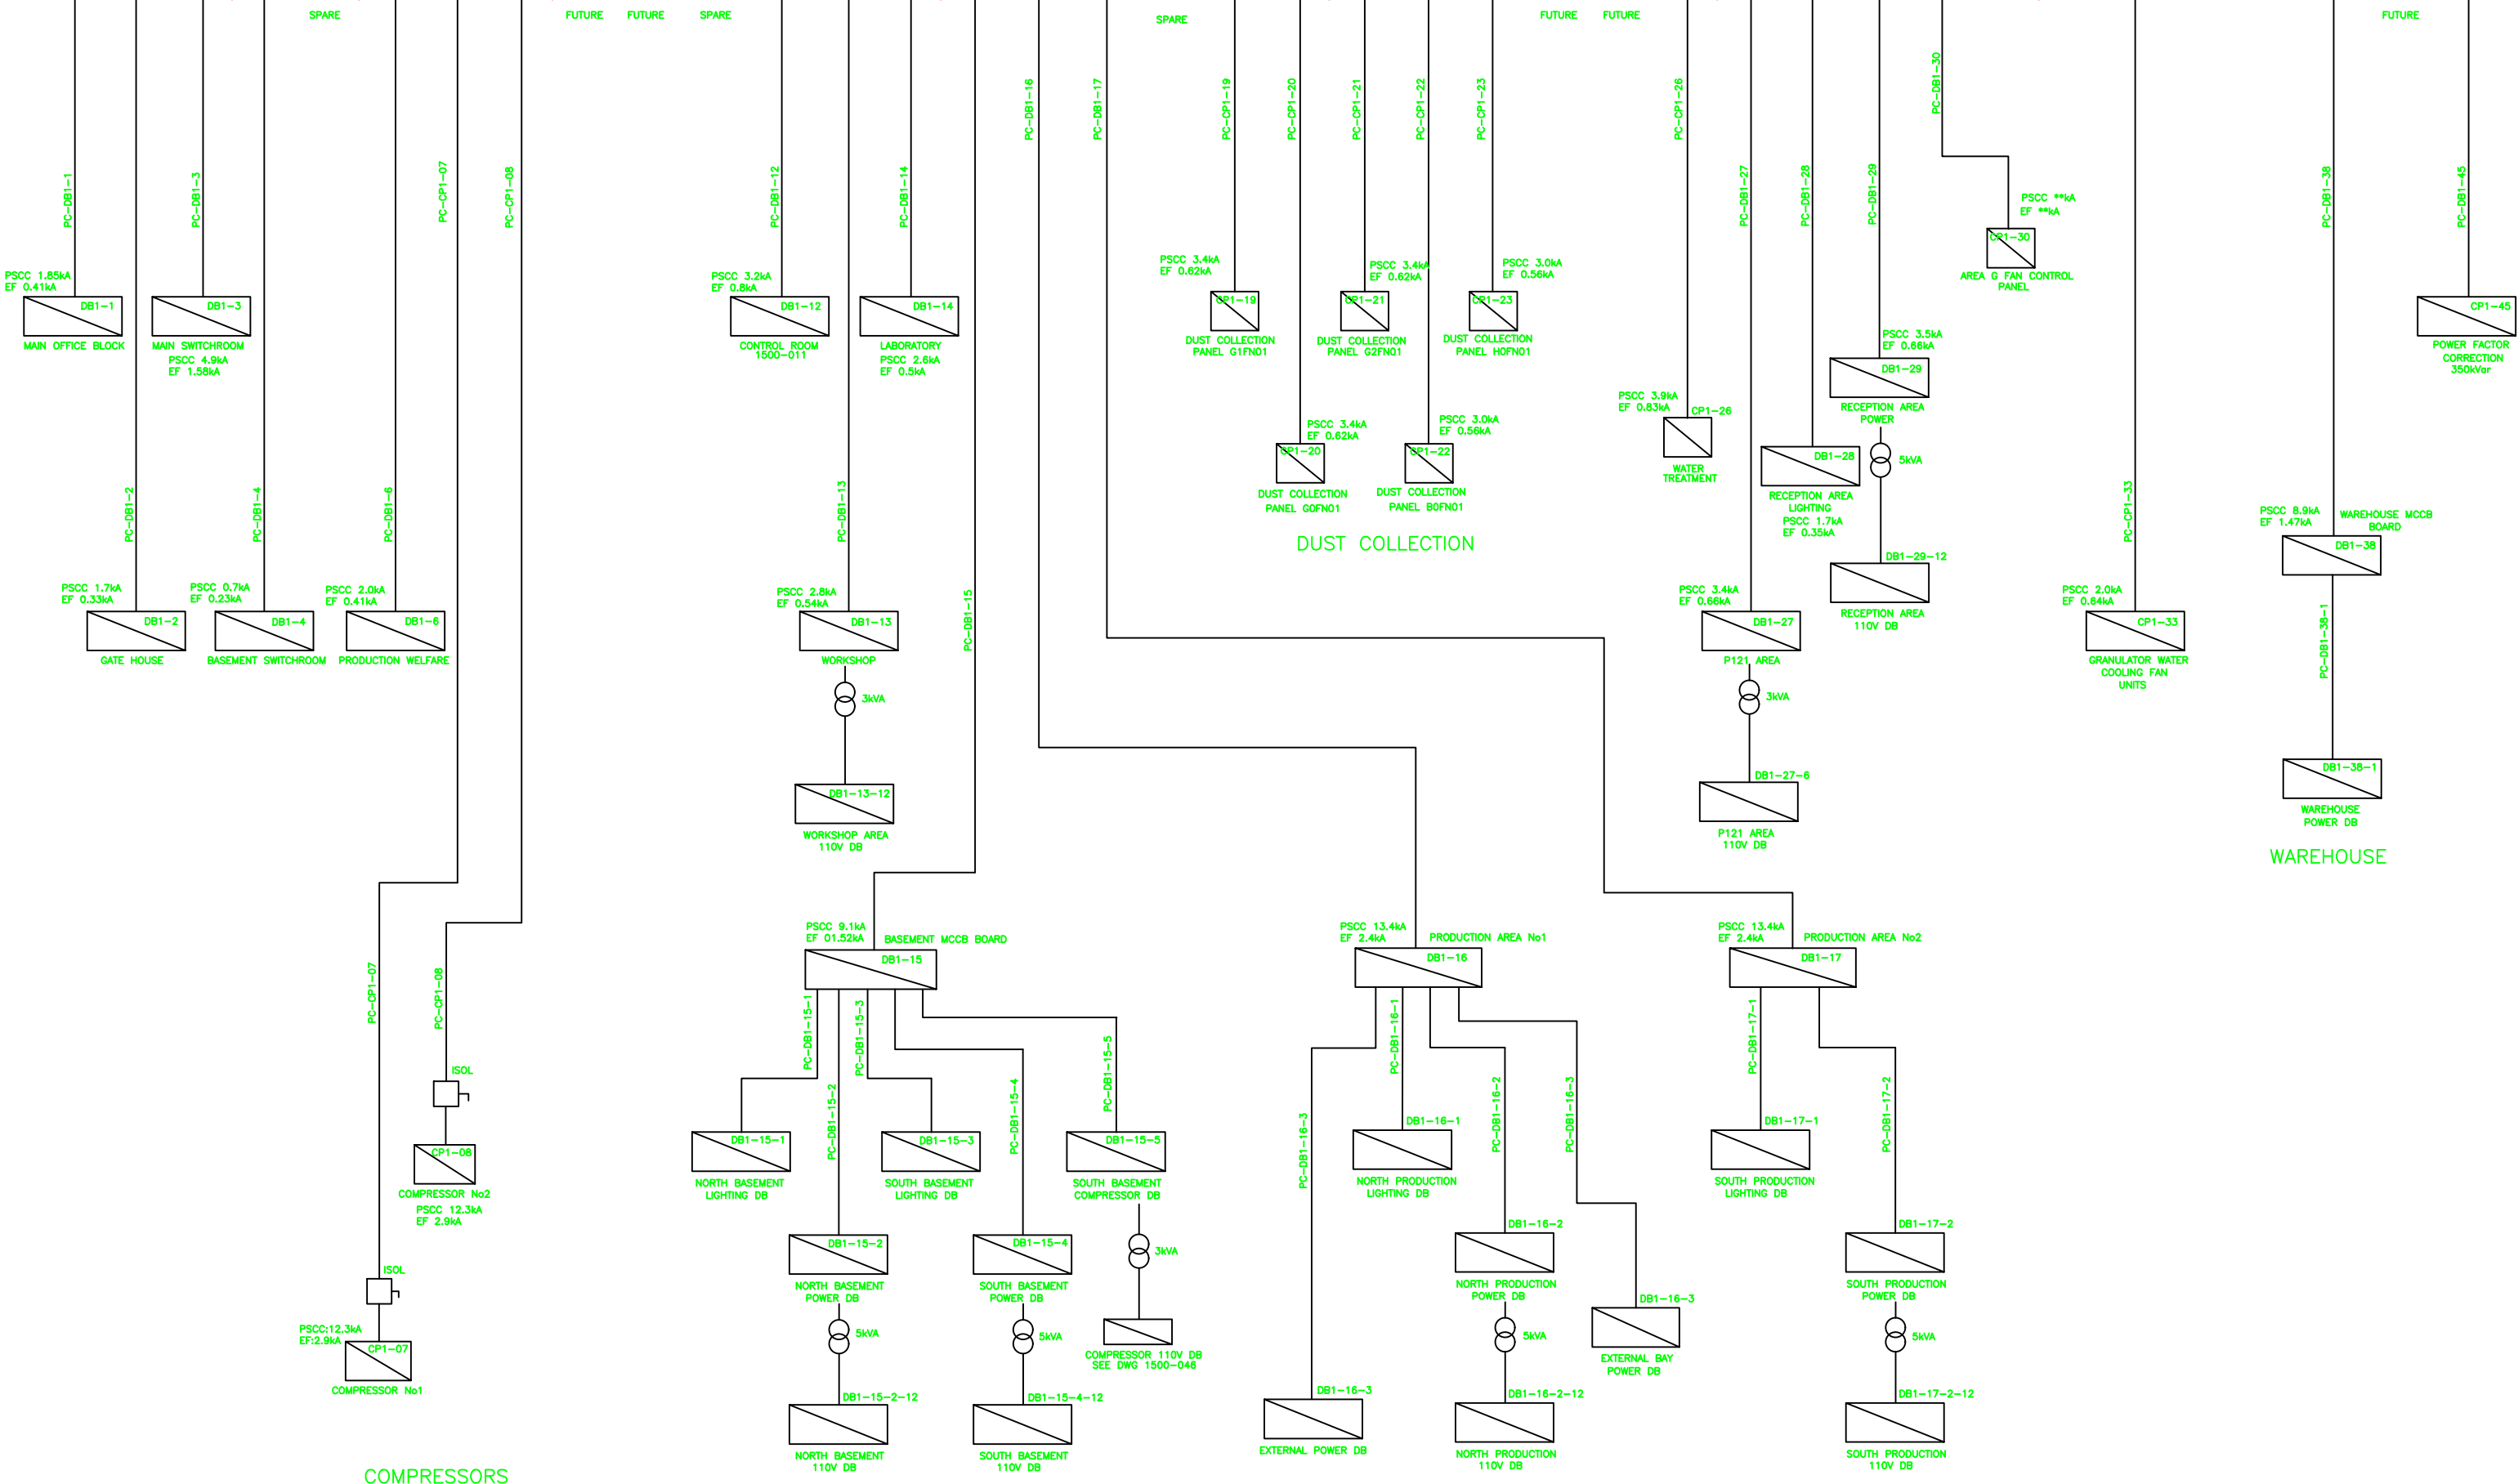 SPARE
FUTURE
FUTURE
SPARE
SPARE
FUTURE
FUTURE
FUTURE
PC-DB1-1
PSCC 1.85kA
EF 0.41kA
DB1-1
MAIN OFFICE BLOCK
PC-DB1-2
PSCC 1.7kA
EF 0.33kA
DB1-2
GATE HOUSE
PC-DB1-3
DB1-3
MAIN SWITCHROOM
PSCC 4.9kA
EF 1.58kA
PC-DB1-4
PSCC 0.7kA
EF 0.23kA
DB1-4
BASEMENT SWITCHROOM
PC-DB1-6
PSCC 2.0kA
EF 0.41kA
DB1-6
PRODUCTION WELFARE
PC-CP1-07
PC-CP1-07
ISOL
PSCC:12.3kA
EF:2.9kA
CP1-07
COMPRESSOR No1
PC-CP1-08
PC-CP1-08
ISOL
CP1-08
COMPRESSOR No2
PSCC 12.3kA
EF 2.9kA
COMPRESSORS
PC-DB1-12
PSCC 3.2kA
EF 0.8kA
DB1-12
CONTROL ROOM
1500-011
PC-DB1-13
PSCC 2.8kA
EF 0.54kA
DB1-13
WORKSHOP
3kVA
DB1-13-12
WORKSHOP AREA
110V DB
PC-DB1-14
DB1-14
LABORATORY
PSCC 2.6kA
EF 0.5kA
PC-DB1-15
PSCC 9.1kA
EF 01.52kA
BASEMENT MCCB BOARD
DB1-15
PC-DB1-15-1
DB1-15-1
NORTH BASEMENT
LIGHTING DB
PC-DB1-15-2
DB1-15-2
NORTH BASEMENT
POWER DB
5kVA
DB1-15-2-12
NORTH BASEMENT
110V DB
PC-DB1-15-3
DB1-15-3
SOUTH BASEMENT
LIGHTING DB
PC-DB1-15-4
DB1-15-4
SOUTH BASEMENT
POWER DB
5kVA
DB1-15-4-12
SOUTH BASEMENT
110V DB
PC-DB1-15-5
DB1-15-5
SOUTH BASEMENT
COMPRESSOR DB
3kVA
COMPRESSOR 110V DB
SEE DWG 1500-046
PC-DB1-16
PSCC 13.4kA
EF 2.4kA
PRODUCTION AREA No1
DB1-16
PC-DB1-16-3
DB1-16-3
EXTERNAL POWER DB
PC-DB1-16-1
DB1-16-1
NORTH PRODUCTION
LIGHTING DB
PC-DB1-16-2
DB1-16-2
NORTH PRODUCTION
POWER DB
5kVA
DB1-16-2-12
NORTH PRODUCTION
110V DB
PC-DB1-16-3
DB1-16-3
EXTERNAL BAY
POWER DB
PC-DB1-17
PSCC 13.4kA
EF 2.4kA
PRODUCTION AREA No2
DB1-17
PC-DB1-17-1
DB1-17-1
SOUTH PRODUCTION
LIGHTING DB
PC-DB1-17-2
DB1-17-2
SOUTH PRODUCTION
POWER DB
5kVA
DB1-17-2-12
SOUTH PRODUCTION
110V DB
PC-CP1-19
PSCC 3.4kA
EF 0.62kA
CP1-19
DUST COLLECTION
PANEL G1FN01
PC-CP1-20
PSCC 3.4kA
EF 0.62kA
CP1-20
DUST COLLECTION
PANEL G0FN01
PC-CP1-21
PSCC 3.4kA
EF 0.62kA
CP1-21
DUST COLLECTION
PANEL G2FN01
PC-CP1-22
PSCC 3.0kA
EF 0.56kA
CP1-22
DUST COLLECTION
PANEL B0FN01
PC-CP1-23
PSCC 3.0kA
EF 0.56kA
CP1-23
DUST COLLECTION
PANEL H0FN01
DUST COLLECTION
PC-CP1-26
PSCC 3.9kA
EF 0.83kA
CP1-26
WATER
TREATMENT
PC-DB1-27
PSCC 3.4kA
EF 0.66kA
DB1-27
P121 AREA
3kVA
DB1-27-6
P121 AREA
110V DB
PC-DB1-28
DB1-28
RECEPTION AREA
LIGHTING
PSCC 1.7kA
EF 0.35kA
PC-DB1-29
PSCC 3.5kA
EF 0.66kA
DB1-29
RECEPTION AREA
POWER
5kVA
DB1-29-12
RECEPTION AREA
110V DB
PC-DB1-30
PSCC **kA
EF **kA
CP1-30
AREA G FAN CONTROL
PANEL
PC-CP1-33
PSCC 2.0kA
EF 0.64kA
CP1-33
GRANULATOR WATER
COOLING FAN
UNITS
PC-DB1-38
PSCC 8.9kA
EF 1.47kA
WAREHOUSE MCCB
BOARD
DB1-38
PC-DB1-38-1
DB1-38-1
WAREHOUSE
POWER DB
WAREHOUSE
PC-DB1-45
CP1-45
POWER FACTOR
CORRECTION
350kVar